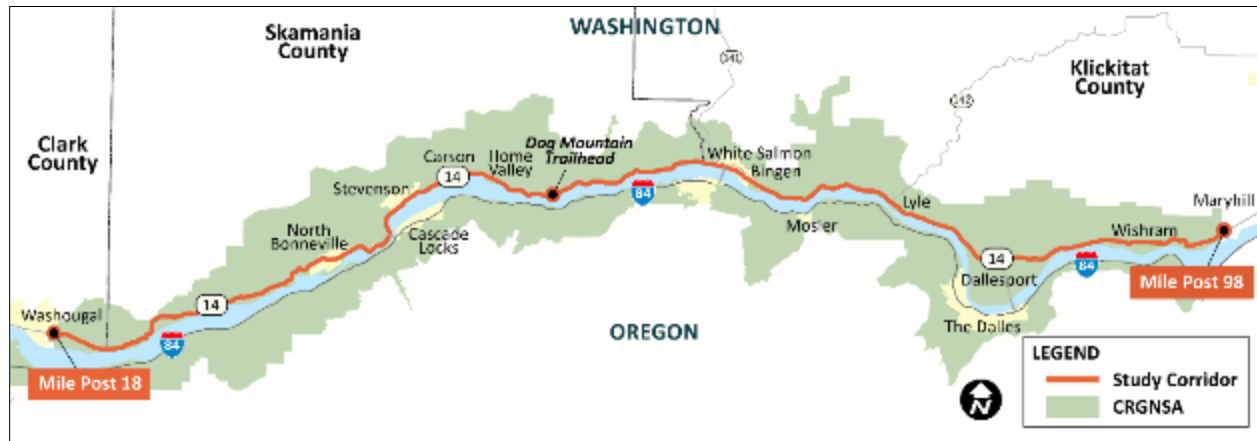 Skamania
County
WASHINGTON
141
Klickitat
County
142
Clark
County
Dog Mountain
Trailhead
Carson
Home
Valley
14
White Salmon
Bingen
84
Stevenson
Lyle
Maryhill
North
Bonneville
Cascade
Locks
Mosier
Wishram
14
Dallesport
84
Mile Post 98
14
Washougal
84
OREGON
The Dalles
Mile Post 18
N
LEGEND
Study Corridor
CRGNSA